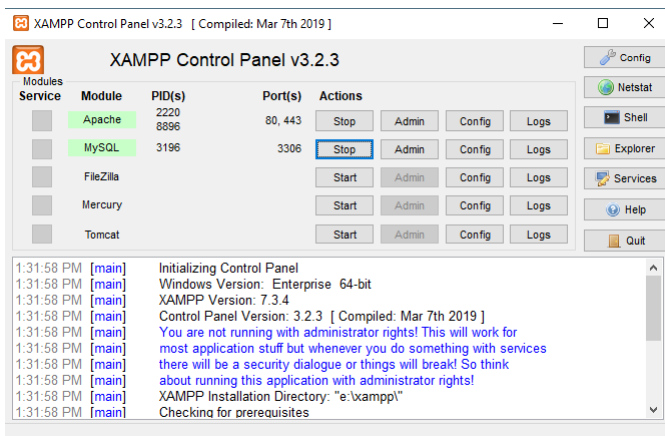 XAMPP Control Panel v3.2.3 [ Compiled: Mar 7th 2019 ]
XAMPP Control Panel v3.2.3
Config
Modules
Service Module PID(s) Port(s) Actions
Netstat
Apache 2220 8896 80, 443 Stop Admin Config Logs
Shell
MySQL 3196 3306 Stop Admin Config Logs
Explorer
FileZilla Start Admin Config Logs
Services
Mercury Start Admin Config Logs
Help
Tomcat Start Admin Config Logs
Quit
1:31:58 PM [main] Initializing Control Panel
1:31:58 PM [main] Windows Version: Enterprise 64-bit
1:31:58 PM [main] XAMPP Version: 7.3.4
1:31:58 PM [main] Control Panel Version: 3.2.3 [ Compiled: Mar 7th 2019 ]
1:31:58 PM [main] You are not running with administrator rights! This will work for
1:31:58 PM [main] most application stuff but whenever you do something with services
1:31:58 PM [main] there will be a security dialogue or things will break! So think
1:31:58 PM [main] about running this application with administrator rights!
1:31:58 PM [main] XAMPP Installation Directory: "e:\xampp\"
1:31:58 PM [main] Checking for prerequisites